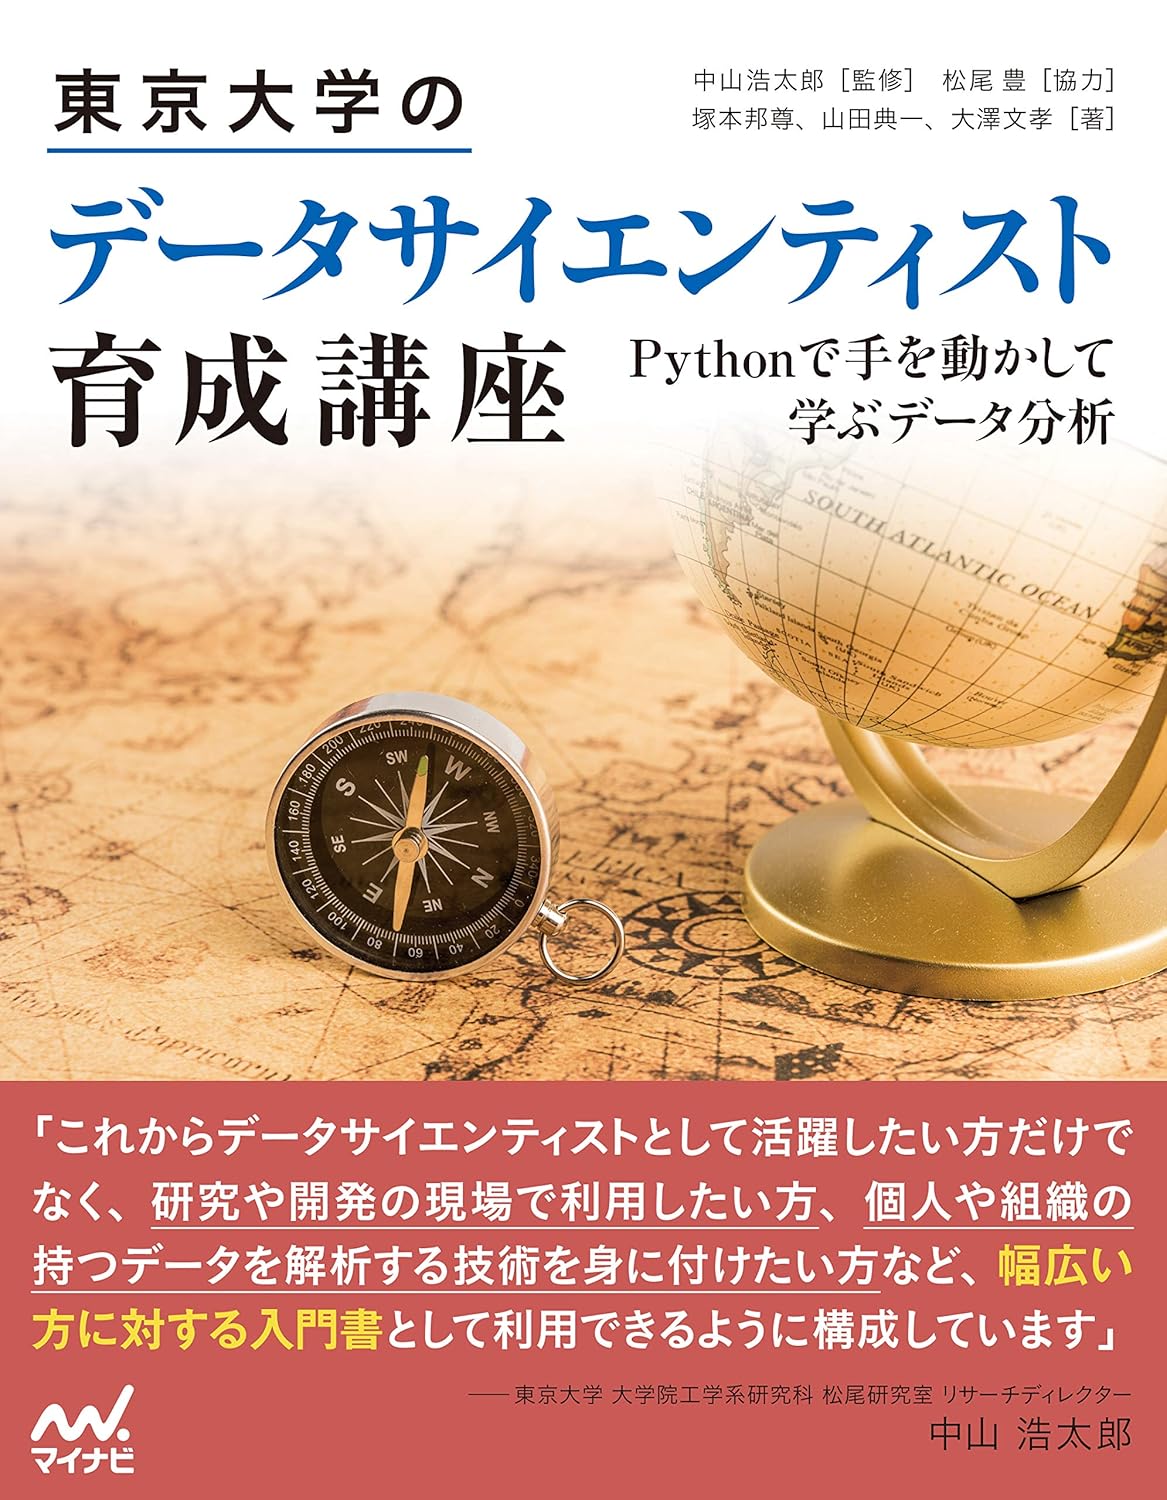 東京大学の
中山浩太郎［監修］ 松尾 豊［協力］
塚本邦尊、山田典一、大澤文孝［著］
データサイエンティスト
育成講座
Pythonで手を動かして
学ぶデータ分析
SOUTH ATLANTIC OCEAN
S
SW
W
NW
N
NE
E
SE
200
180
160
140
120
100
80
60
40
20
0
「これからデータサイエンティストとして活躍したい方だけで
なく、研究や開発の現場で利用したい方、個人や組織の
持つデータを解析する技術を身に付けたい方など、幅広い
方に対する入門書として利用できるように構成しています」
── 東京大学 大学院工学系研究科 松尾研究室 リサーチディレクター
中山 浩太郎
マイナビ